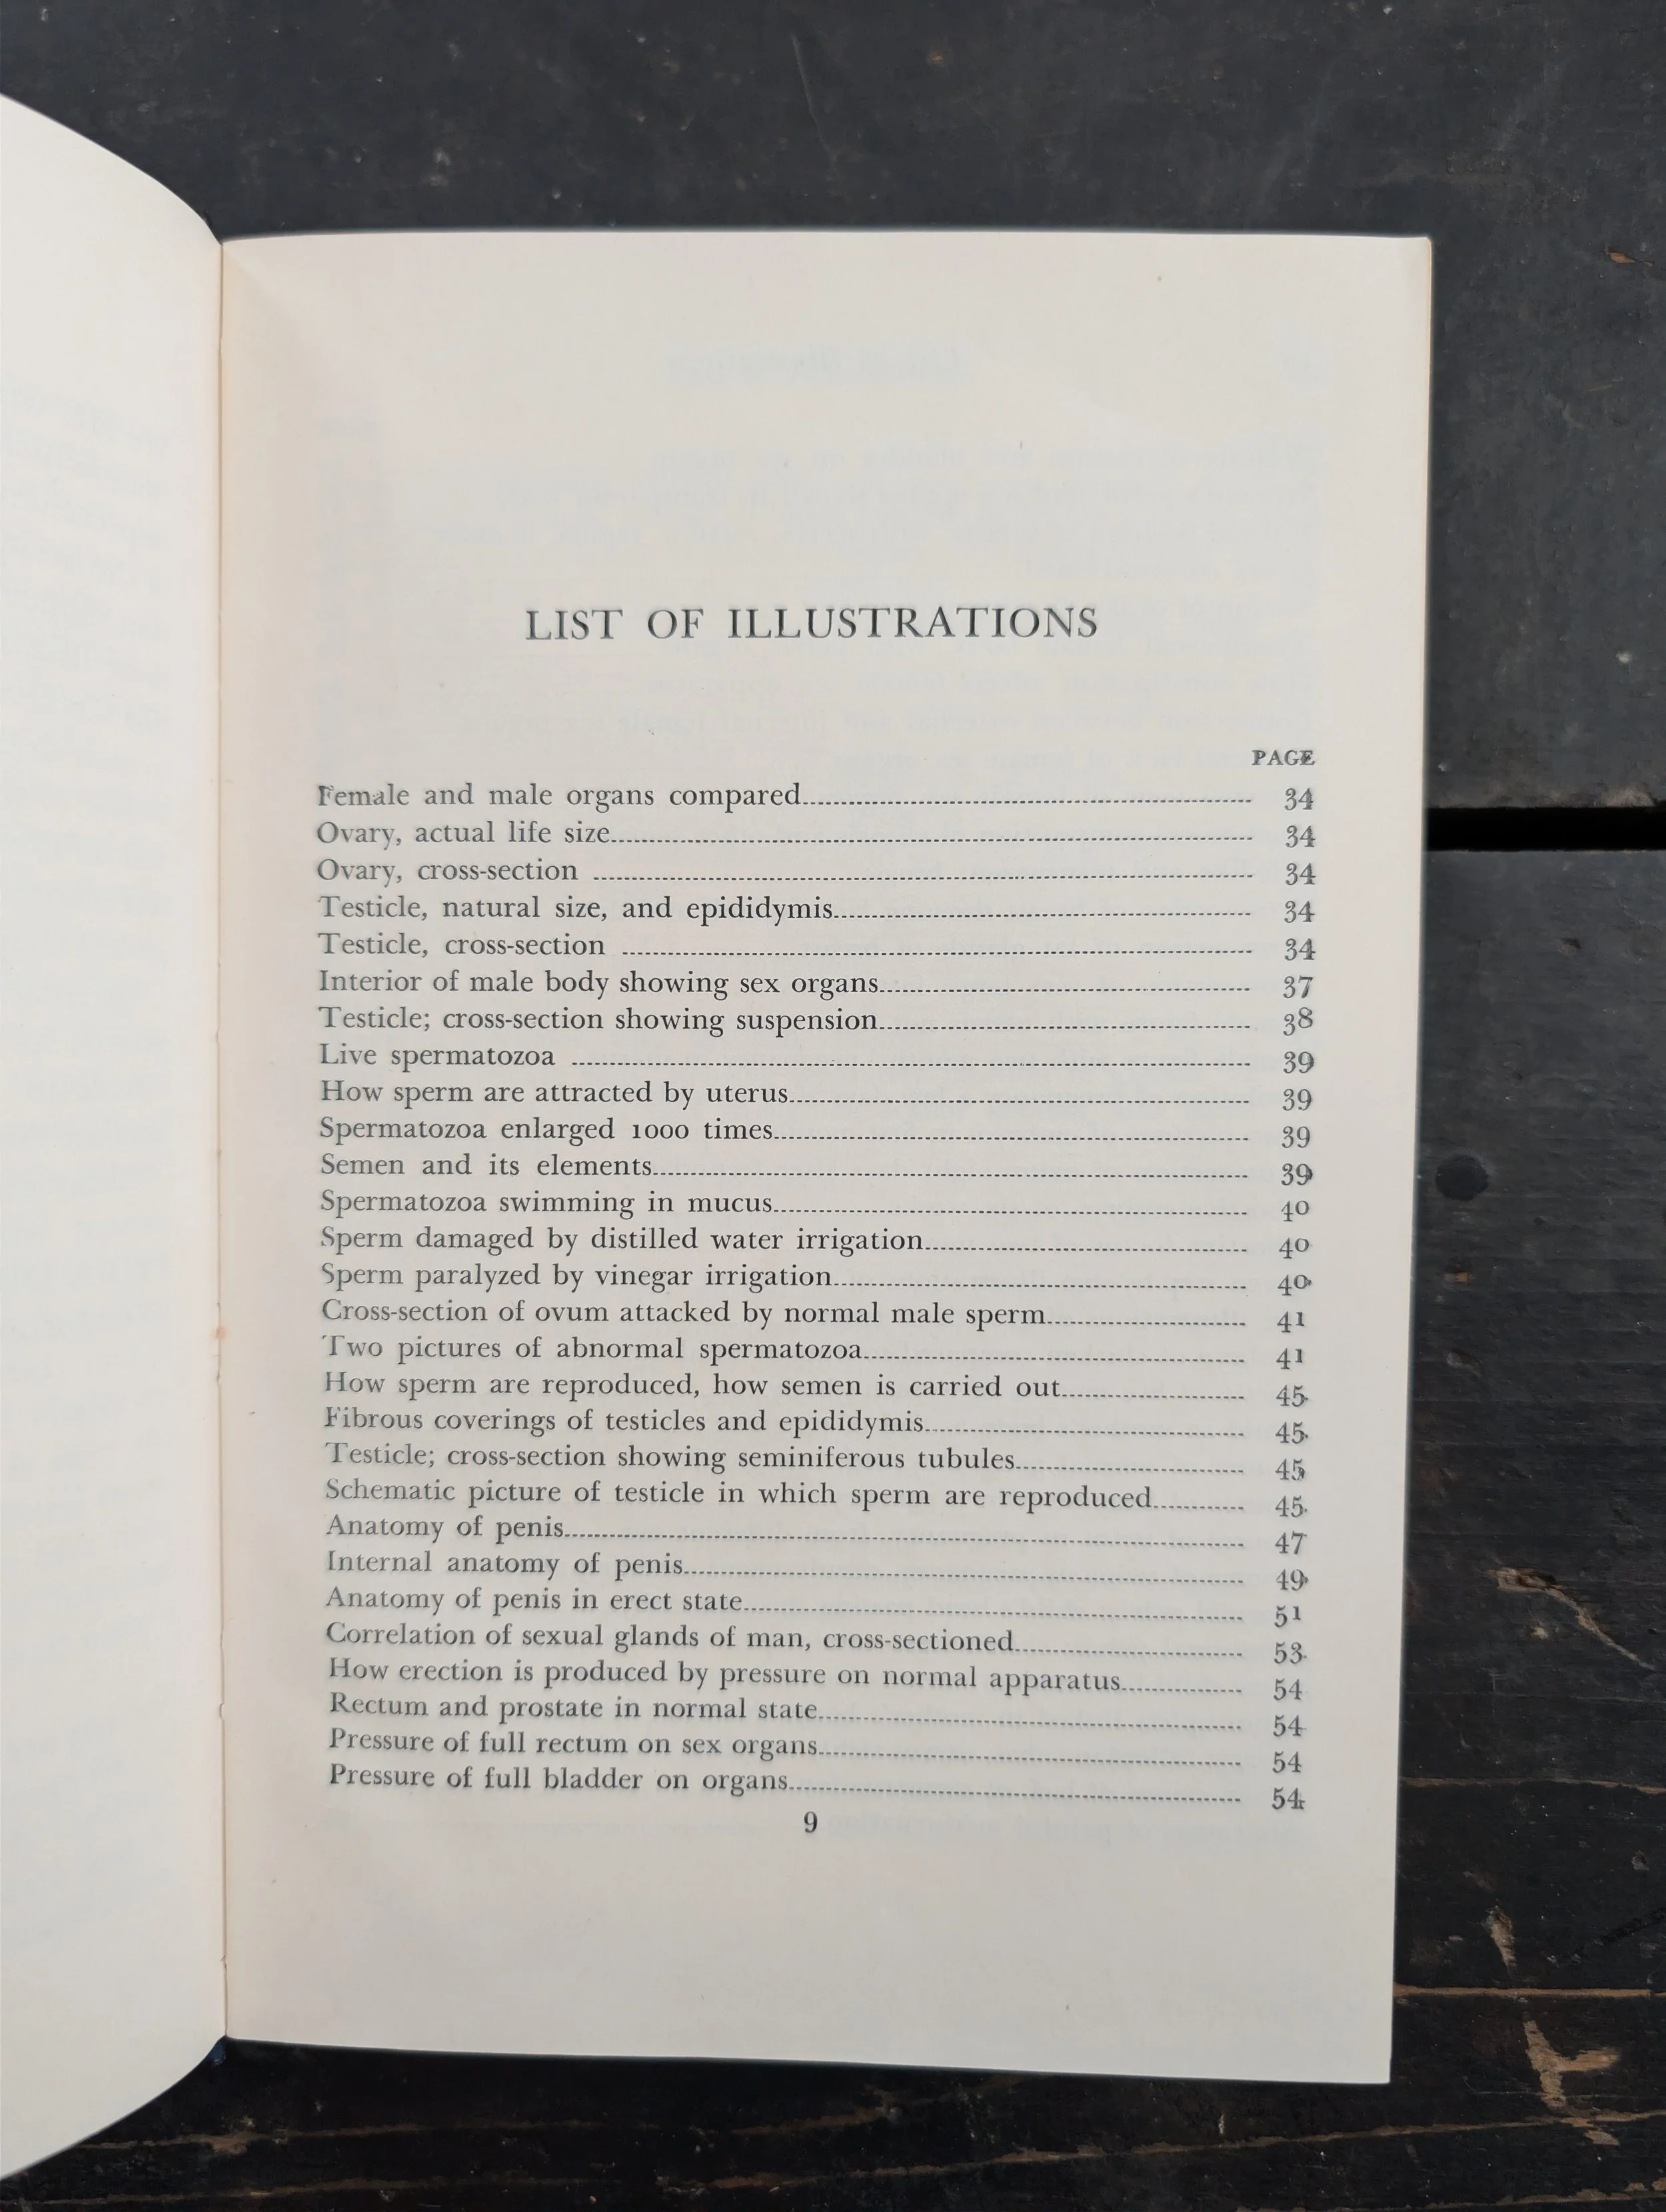 LIST OF ILLUSTRATIONS
PAGE
Female and male organs compared 34
Ovary, actual life size 34
Ovary, cross-section 34
Testicle, natural size, and epididymis 34
Testicle, cross-section 34
Interior of male body showing sex organs 37
Testicle; cross-section showing suspension 38
Live spermatozoa 39
How sperm are attracted by uterus 39
Spermatozoa enlarged 1000 times 39
Semen and its elements 39
Spermatozoa swimming in mucus 40
Sperm damaged by distilled water irrigation 40
Sperm paralyzed by vinegar irrigation 40
Cross-section of ovum attacked by normal male sperm 41
Two pictures of abnormal spermatozoa 41
How sperm are reproduced, how semen is carried out 45
Fibrous coverings of testicles and epididymis 45
Testicle; cross-section showing seminiferous tubules 45
Schematic picture of testicle in which sperm are reproduced 45
Anatomy of penis 47
Internal anatomy of penis 49
Anatomy of penis in erect state 51
Correlation of sexual glands of man, cross-sectioned 53
How erection is produced by pressure on normal apparatus 54
Rectum and prostate in normal state 54
Pressure of full rectum on sex organs 54
Pressure of full bladder on organs 54
9